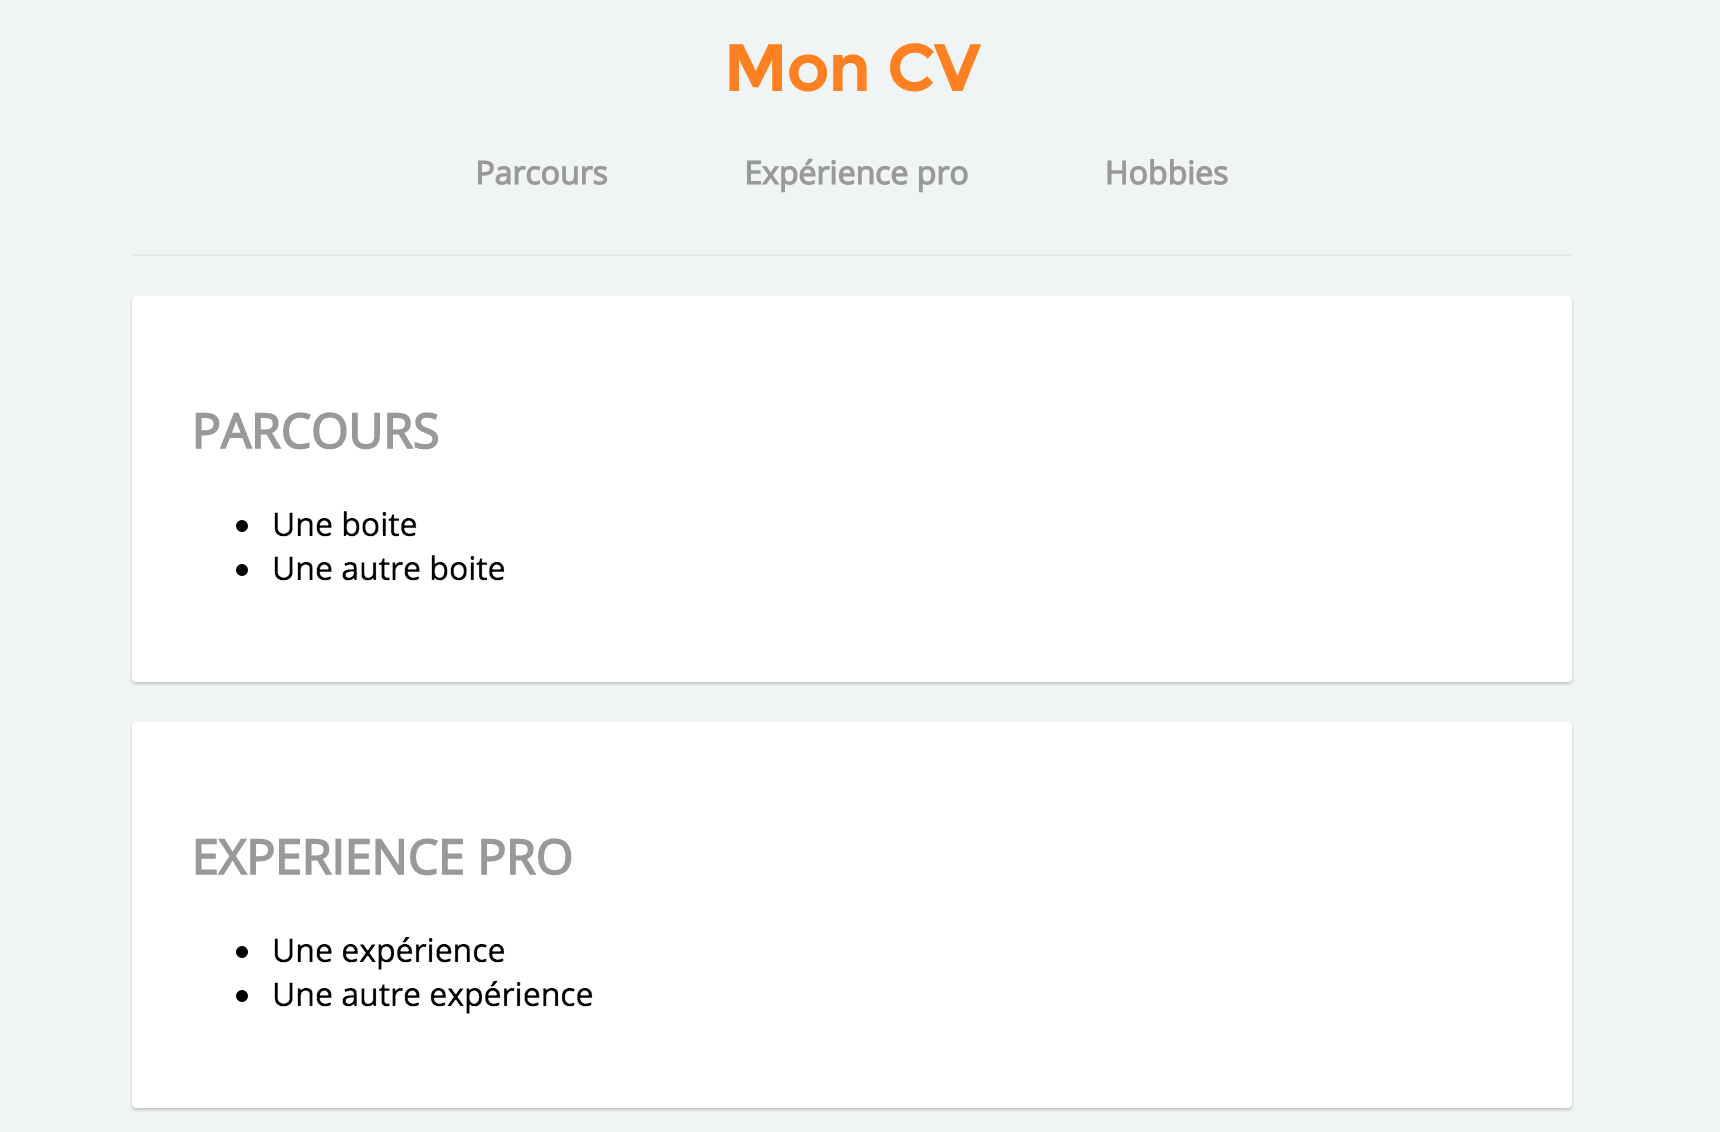 Mon CV
Parcours Expérience pro Hobbies
PARCOURS
Une boite
Une autre boite
EXPERIENCE PRO
Une expérience
Une autre expérience